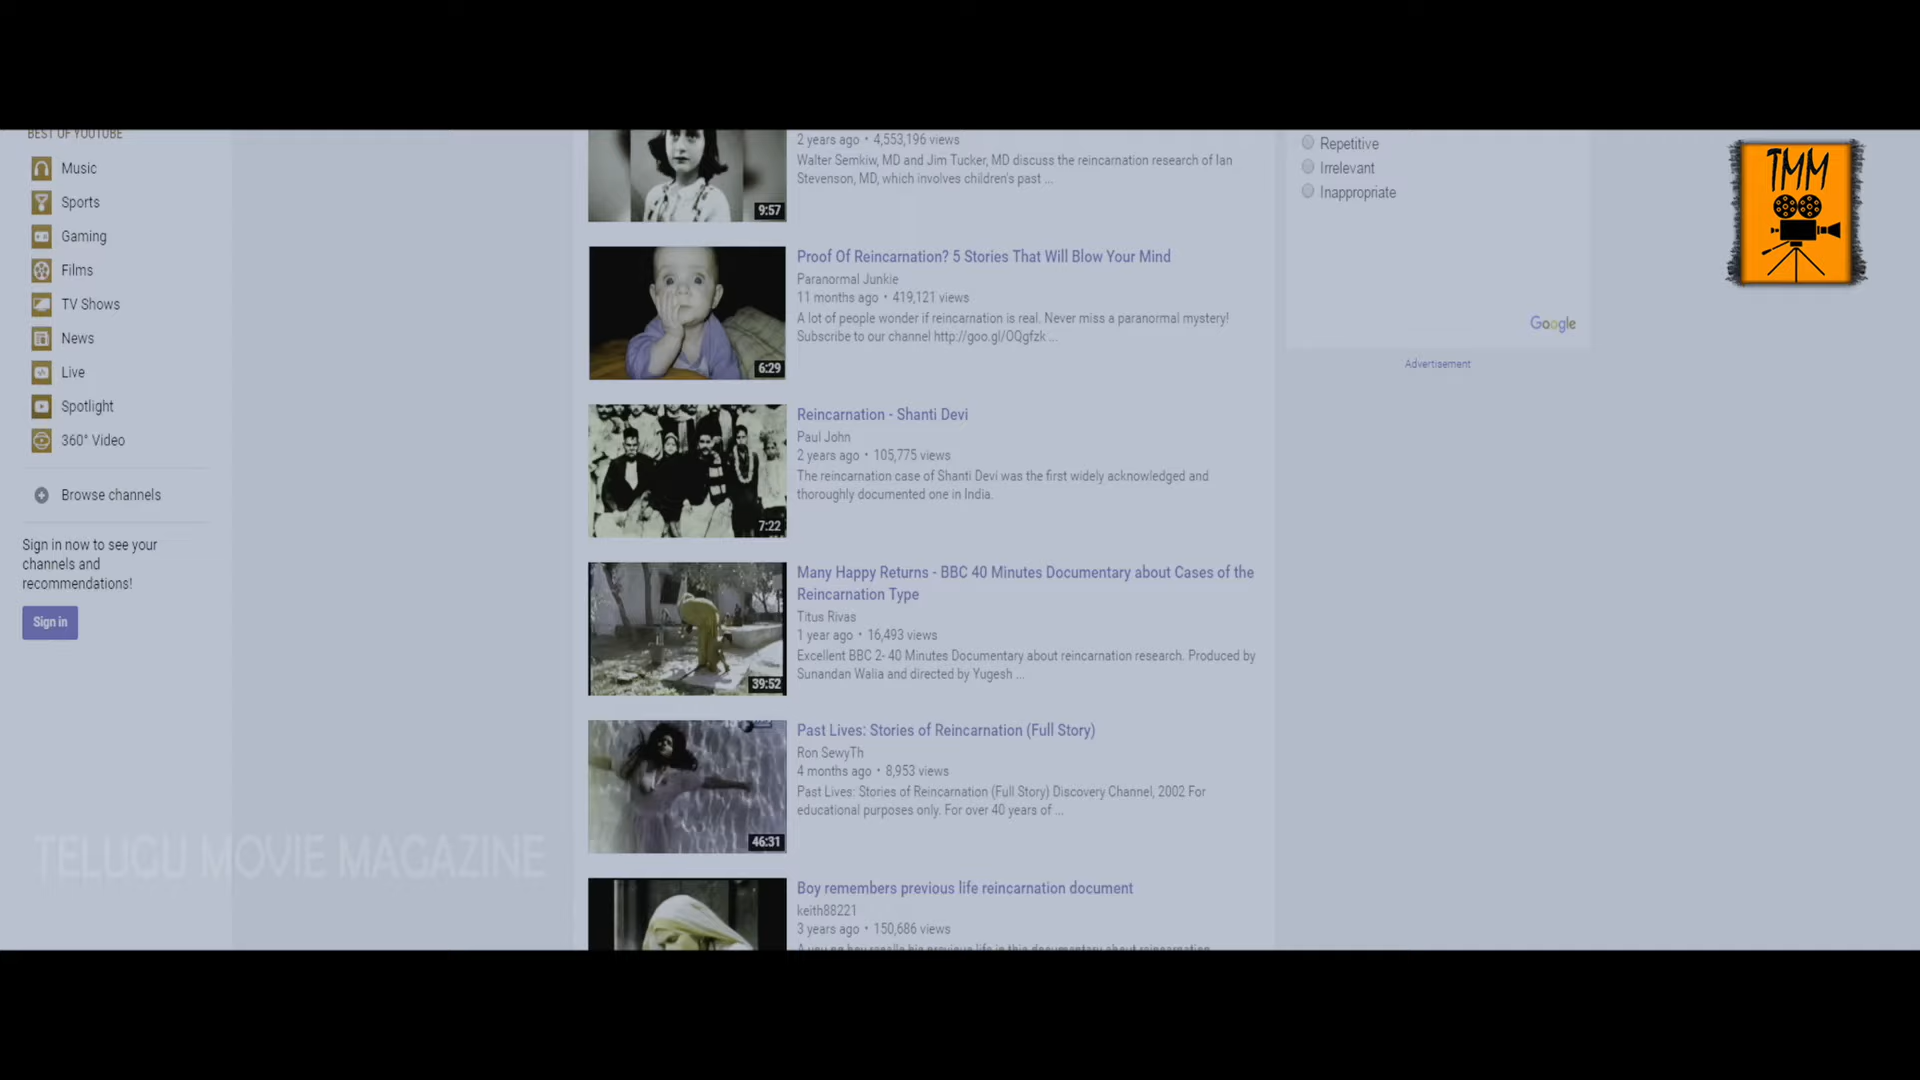 BEST OF YOUTUBE
Music
Sports
Gaming
Films
TV Shows
News
Live
Spotlight
360° Video
Browse channels
Sign in now to see your
channels and
recommendations!
Sign in
TELUGU MOVIE MAGAZINE
2 years ago • 4,553,196 views
Walter Semkiw, MD and Jim Tucker, MD discuss the reincarnation research of Ian
Stevenson, MD, which involves children's past ...
9:57
Proof Of Reincarnation? 5 Stories That Will Blow Your Mind
Paranormal Junkie
11 months ago • 419,121 views
A lot of people wonder if reincarnation is real. Never miss a paranormal mystery!
Subscribe to our channel http://goo.gl/OQgfzk ...
6:29
Reincarnation - Shanti Devi
Paul John
2 years ago • 105,775 views
The reincarnation case of Shanti Devi was the first widely acknowledged and
thoroughly documented one in India.
7:22
Many Happy Returns - BBC 40 Minutes Documentary about Cases of the
Reincarnation Type
Titus Rivas
1 year ago • 16,493 views
Excellent BBC 2- 40 Minutes Documentary about reincarnation research. Produced by
Sunandan Walia and directed by Yugesh ...
39:52
Past Lives: Stories of Reincarnation (Full Story)
Ron SewyTh
4 months ago • 8,953 views
Past Lives: Stories of Reincarnation (Full Story) Discovery Channel, 2002 For
educational purposes only. For over 40 years of ...
46:31
Boy remembers previous life reincarnation document
keith88221
3 years ago • 150,686 views
A young boy recalls his previous life in this documentary about reincarnation
Repetitive
Irrelevant
Inappropriate
Google
Advertisement
TMM